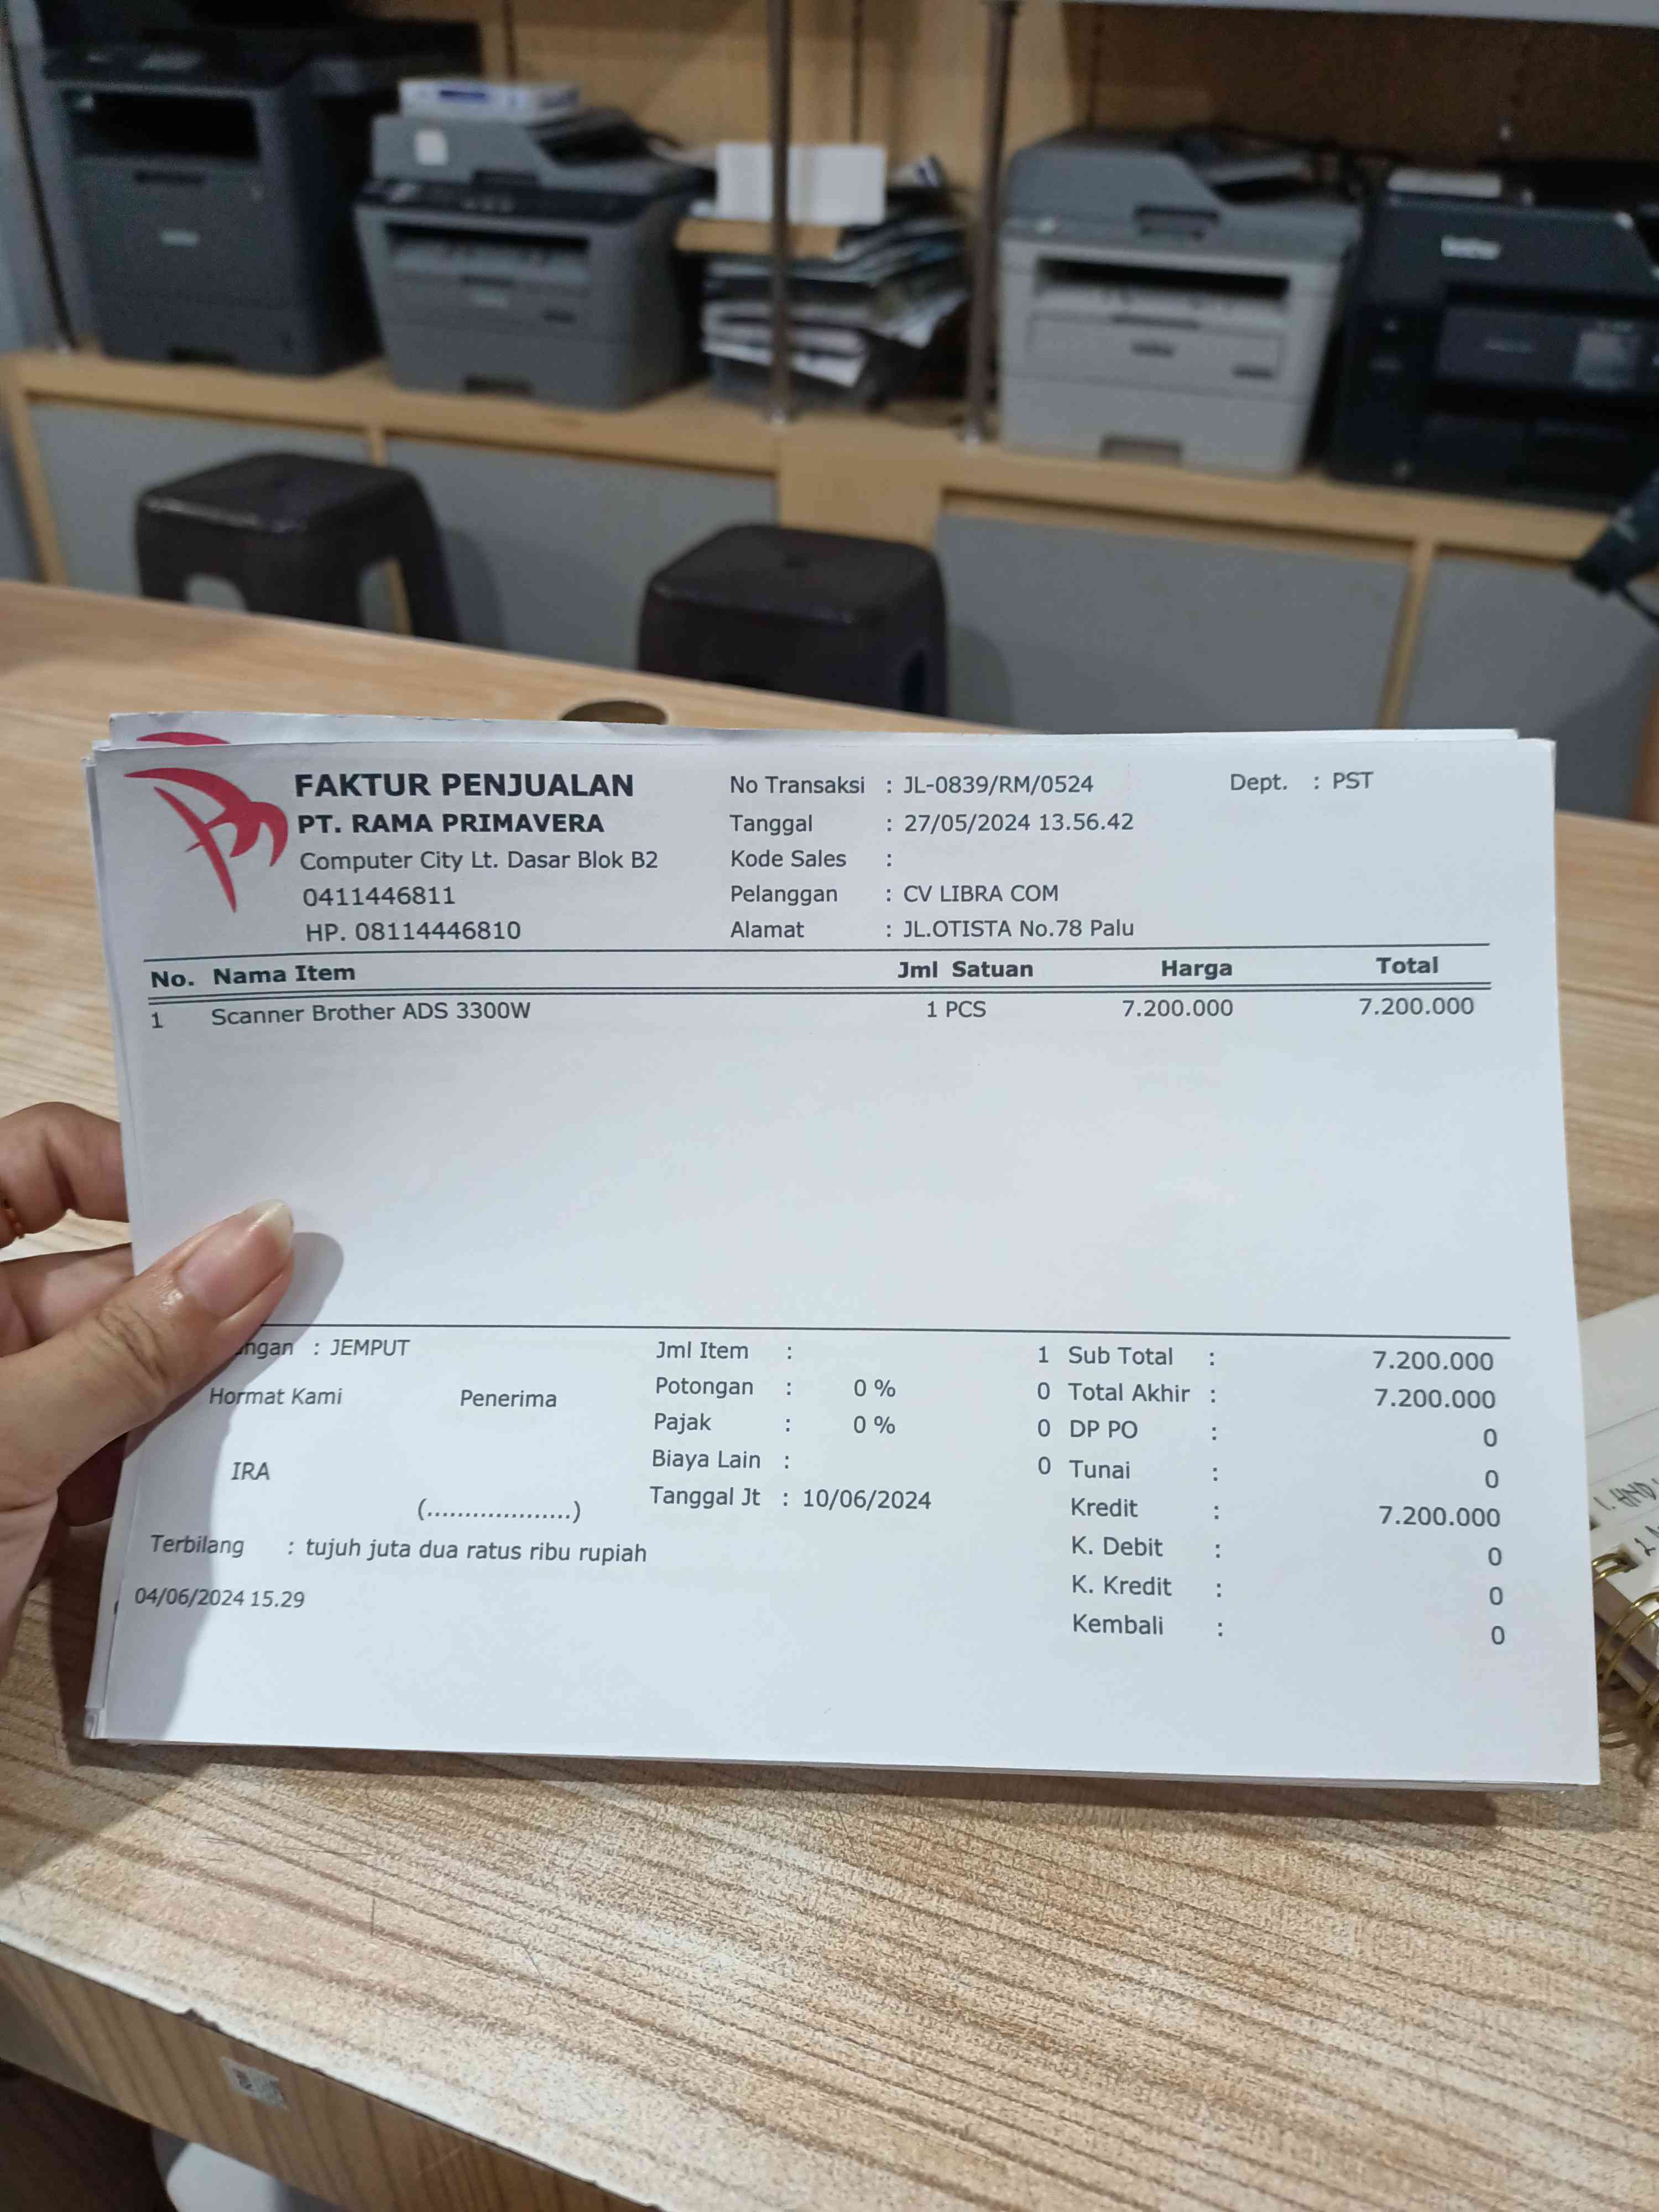 FAKTUR PENJUALAN
PT. RAMA PRIMAVERA
Computer City Lt. Dasar Blok B2
0411446811
HP. 08114446810
No Transaksi : JL-0839/RM/0524
Dept. : PST
Tanggal : 27/05/2024 13.56.42
Kode Sales :
Pelanggan : CV LIBRA COM
Alamat : JL.OTISTA No.78 Palu
No. Nama Item Jml Satuan Harga Total
1 Scanner Brother ADS 3300W 1 PCS 7.200.000 7.200.000
ngan : JEMPUT
Hormat Kami Penerima
IRA
(...................)
Jml Item : 1
Potongan : 0 % 0
Pajak : 0 % 0
Biaya Lain : 0
Tanggal Jt : 10/06/2024
Sub Total : 7.200.000
Total Akhir : 7.200.000
DP PO : 0
Tunai : 0
Kredit : 7.200.000
K. Debit : 0
K. Kredit : 0
Kembali : 0
Terbilang : tujuh juta dua ratus ribu rupiah
04/06/2024 15.29